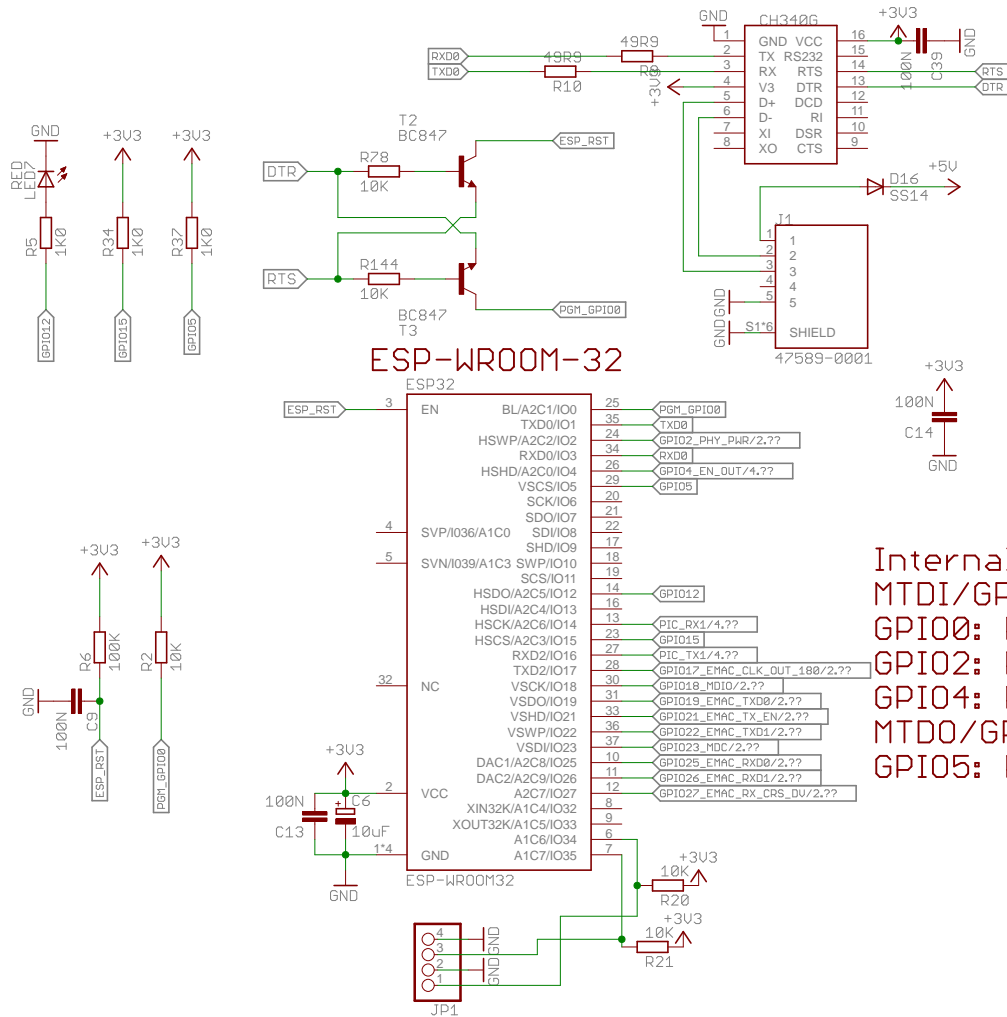 GND
CH340G
+3V3
1 GND VCC 16
RXD0
49R9
2 TX RS232 15
100N
C39
GND
TXD0
49R9
R9
3 RX RTS 14
RTS
R10
+3V3
4 V3 DTR 13
DTR
5 D+ DCD 12
6 D- RI 11
7 XI DSR 10
8 XO CTS 9
T2
BC847
ESP_RST
DTR
R78
10K
RTS
R144
10K
BC847
T3
PGM_GPIO0
GND
RED
LED7
R5
1K0
GPIO12
+3V3
R34
1K0
GPIO15
+3V3
R37
1K0
GPIO5
+5V
D16
SS14
J1
1 1
2 2
3 3
4 4
GND
5 5
GND
S1*6 SHIELD
47589-0001
ESP-WROOM-32
ESP32
ESP_RST
3 EN
BL/A2C1/IO0 25 PGM_GPIO0
TXD0/IO1 35 TXD0
HSWP/A2C2/IO2 24 GPIO2_PHY_PWR/2.??
RXD0/IO3 34 RXD0
HSHD/A2C0/IO4 26 GPIO4_EN_OUT/4.??
VSCS/IO5 29 GPIO5
SCK/IO6 20
SDO/IO7 21
4 SVP/I036/A1C0
SDI/IO8 22
SHD/IO9 17
5 SVN/I039/A1C3
SWP/IO10 18
SCS/IO11 19
HSDO/A2C5/IO12 14 GPIO12
HSDI/A2C4/IO13 16
HSCK/A2C6/IO14 13 PIC_RX1/4.??
HSCS/A2C3/IO15 23 GPIO15
RXD2/IO16 27 PIC_TX1/4.??
TXD2/IO17 28 GPIO17_EMAC_CLK_OUT_180/2.??
32 NC
VSCK/IO18 30 GPIO18_MDIO/2.??
VSDO/IO19 31 GPIO19_EMAC_TXD0/2.??
VSHD/IO21 33 GPIO21_EMAC_TX_EN/2.??
VSWP/IO22 36 GPIO22_EMAC_TXD1/2.??
VSDI/IO23 37 GPIO23_MDC/2.??
DAC1/A2C8/IO25 10 GPIO25_EMAC_RXD0/2.??
DAC2/A2C9/IO26 11 GPIO26_EMAC_RXD1/2.??
2 VCC
A2C7/IO27 12 GPIO27_EMAC_RX_CRS_DV/2.??
XIN32K/A1C4/IO32 8
XOUT32K/A1C5/IO33 9
A1C6/IO34 6
1*4 GND
A1C7/IO35 7
ESP-WROOM32
+3V3
100N
C14
GND
+3V3
R6
100K
GND
100N
C9
ESP_RST
+3V3
R2
10K
PGM_GPIO0
+3V3
100N
C13
+
C6
10uF
GND
10K
+3V3
R20
10K
+3V3
R21
4 GND
3
2 GND
1
JP1
Interna
MTDI/GP
GPIO0:
GPIO2:
GPIO4:
MTDO/GP
GPIO5: